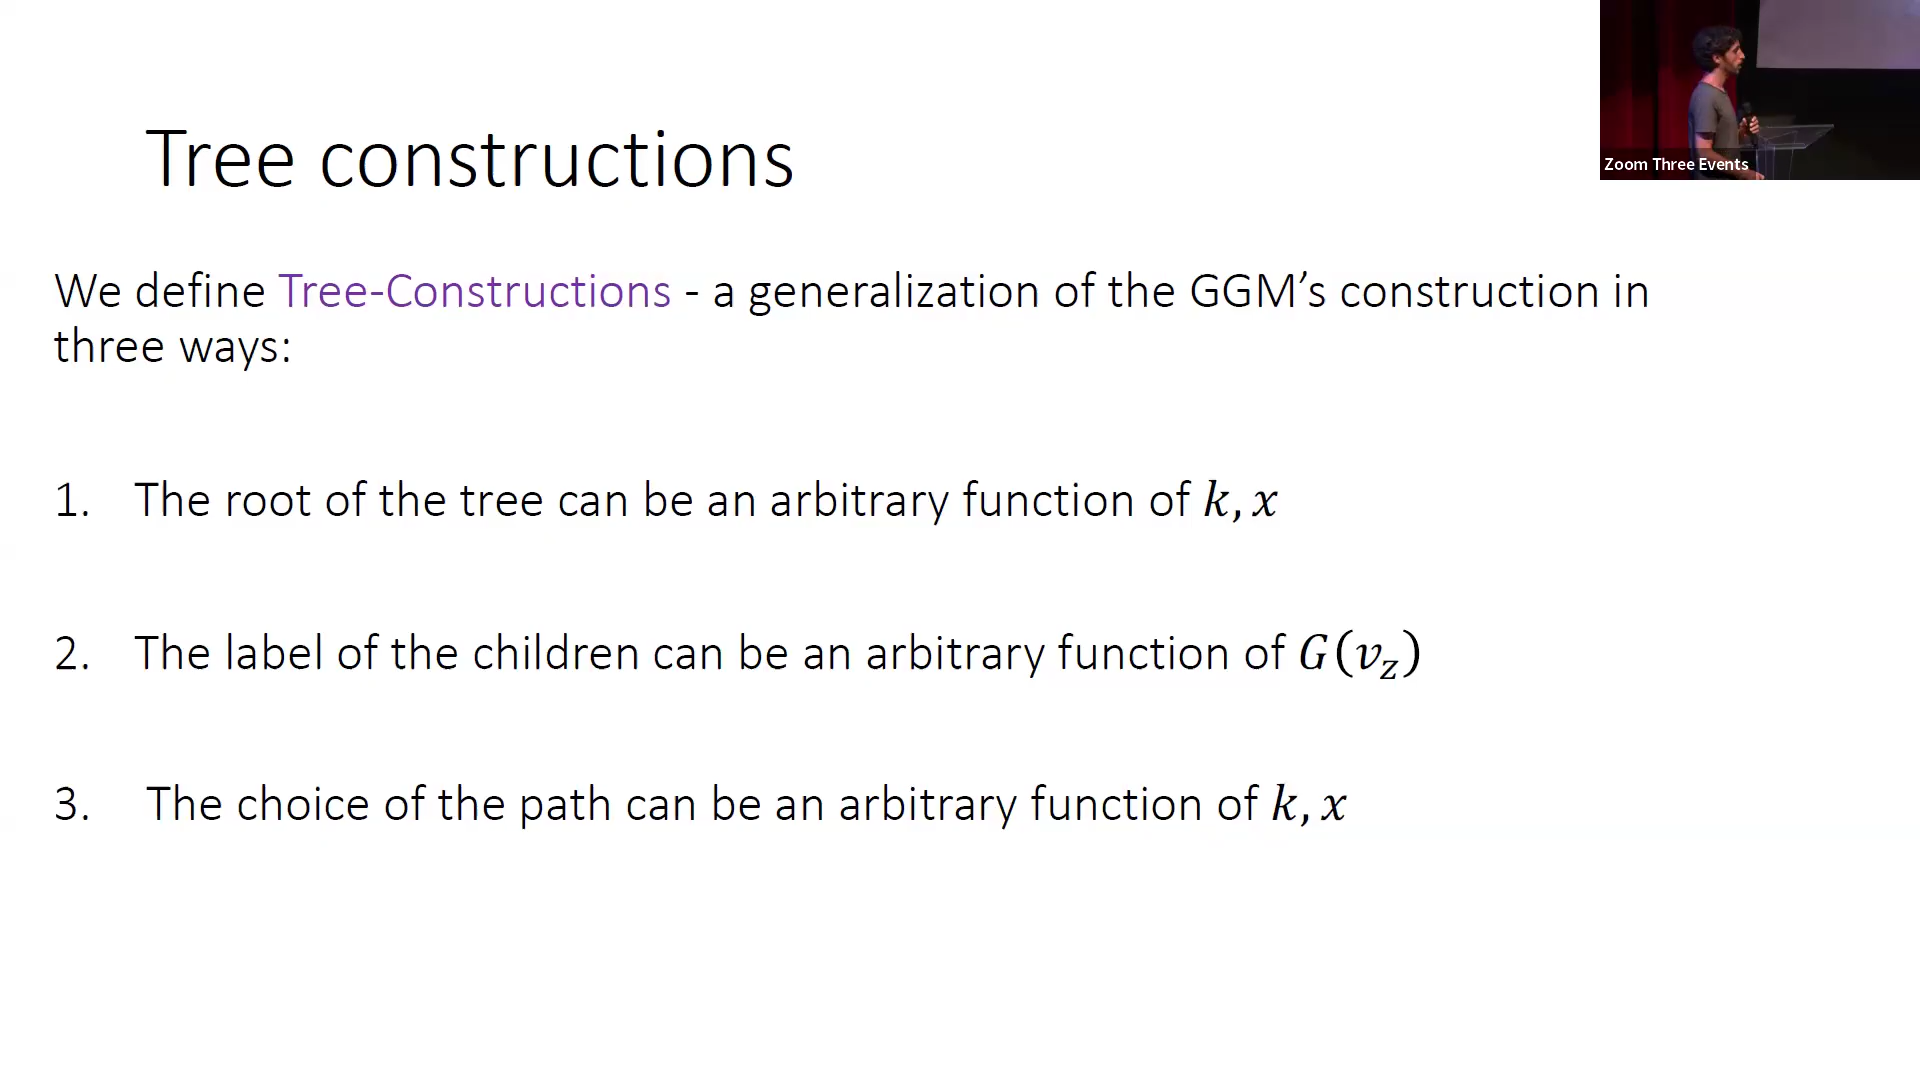 Zoom Three Events
Tree constructions
We define Tree-Constructions - a generalization of the GGM’s construction in
three ways:
1. The root of the tree can be an arbitrary function of k, x
2. The label of the children can be an arbitrary function of G(v_z)
3. The choice of the path can be an arbitrary function of k, x